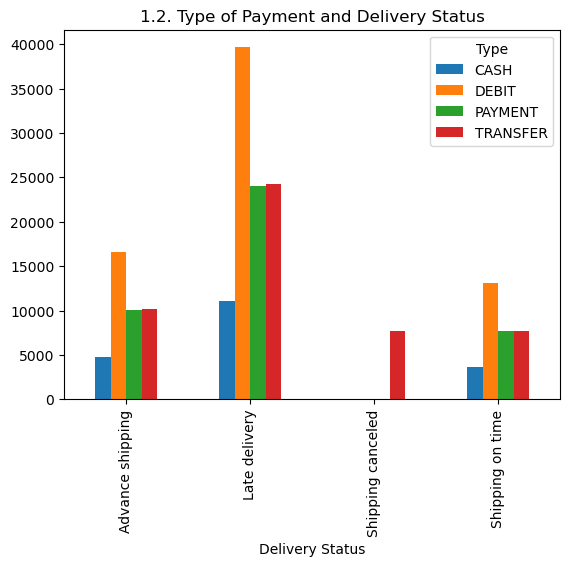 1.2. Type of Payment and Delivery Status
Type
CASH
DEBIT
PAYMENT
TRANSFER
40000
35000
30000
25000
20000
15000
10000
5000
0
Advance shipping
Late delivery
Shipping canceled
Shipping on time
Delivery Status